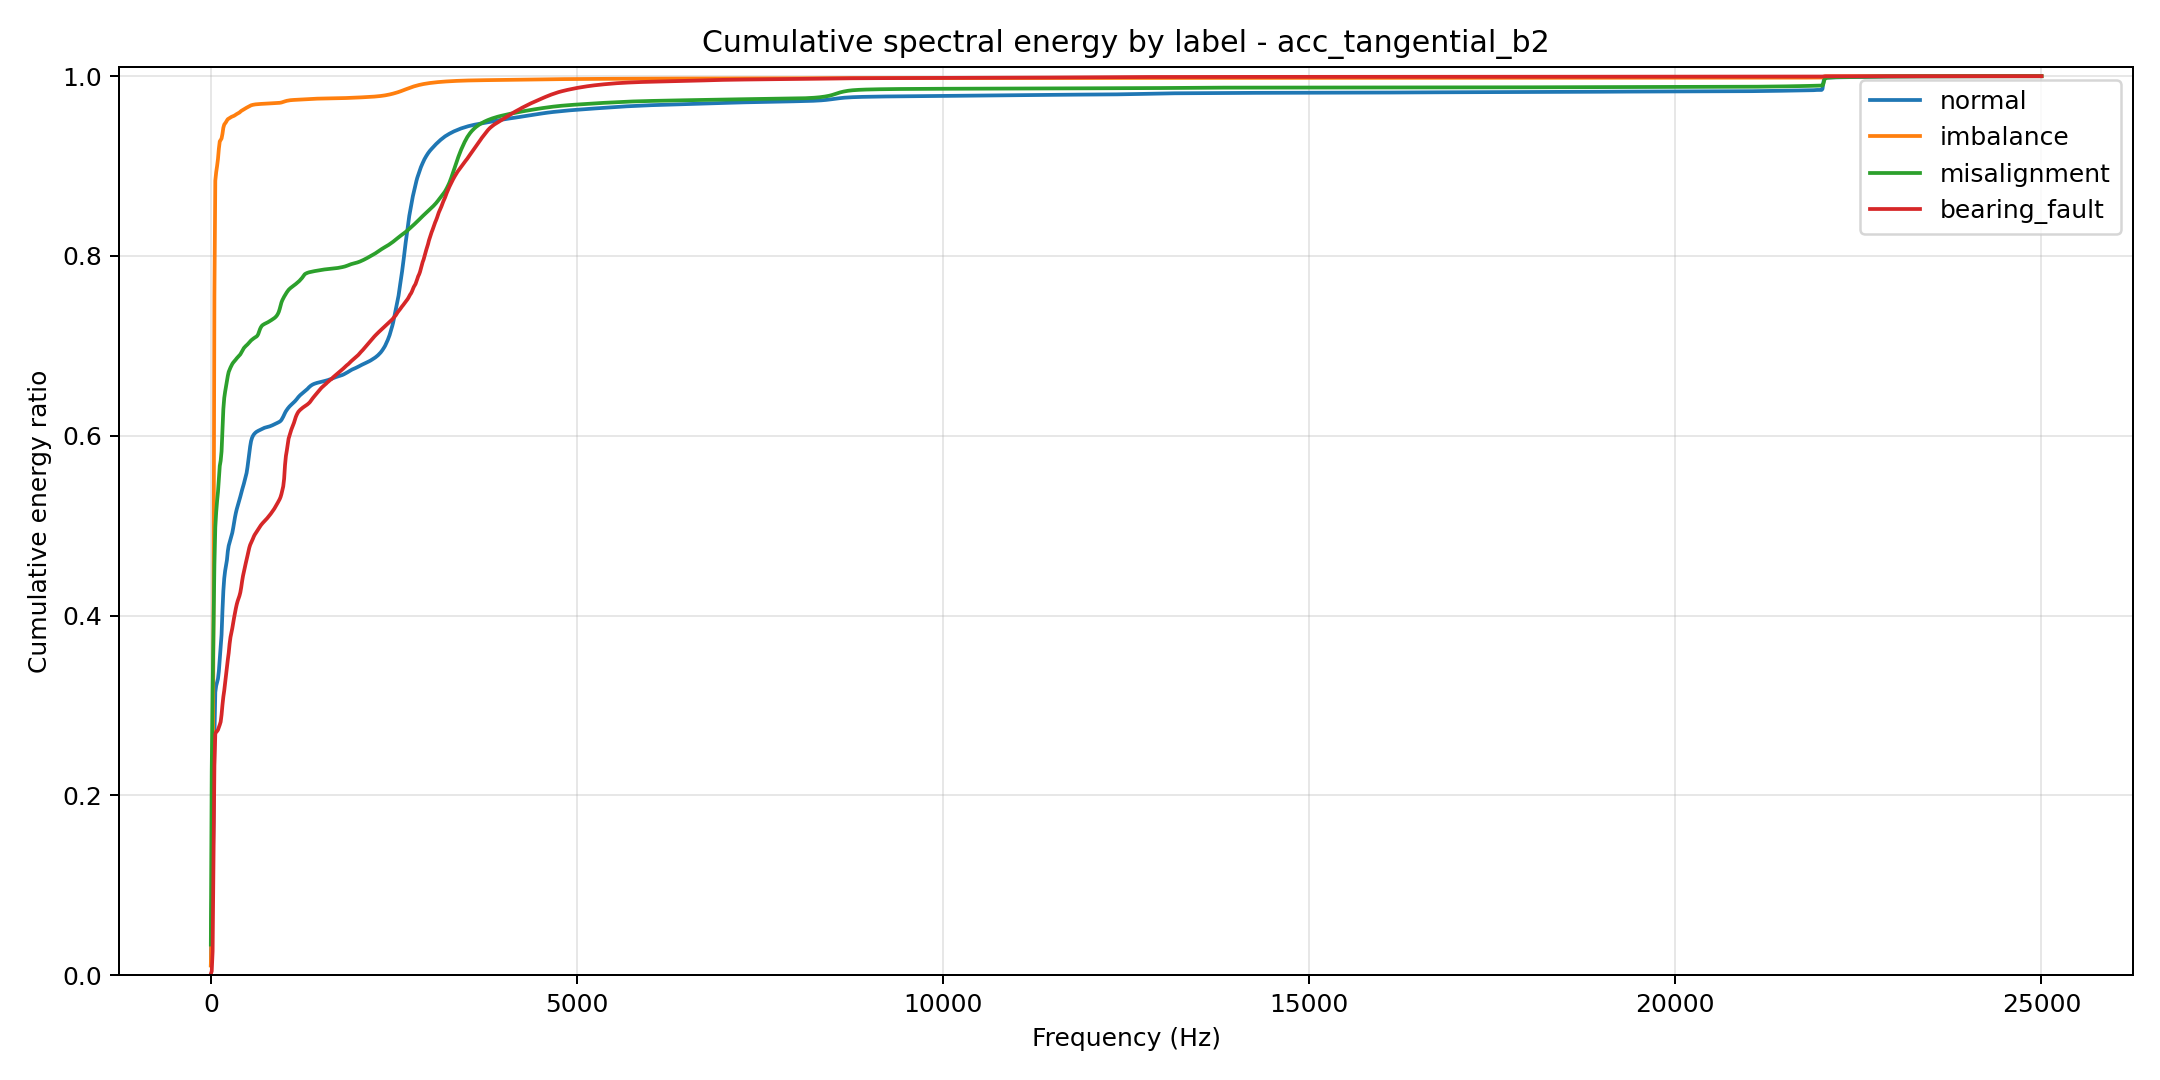 Cumulative spectral energy by label - acc_tangential_b2
1.0
0.8
0.6
0.4
0.2
0.0
Cumulative energy ratio
normal
imbalance
misalignment
bearing_fault
0
5000
10000
15000
20000
25000
Frequency (Hz)